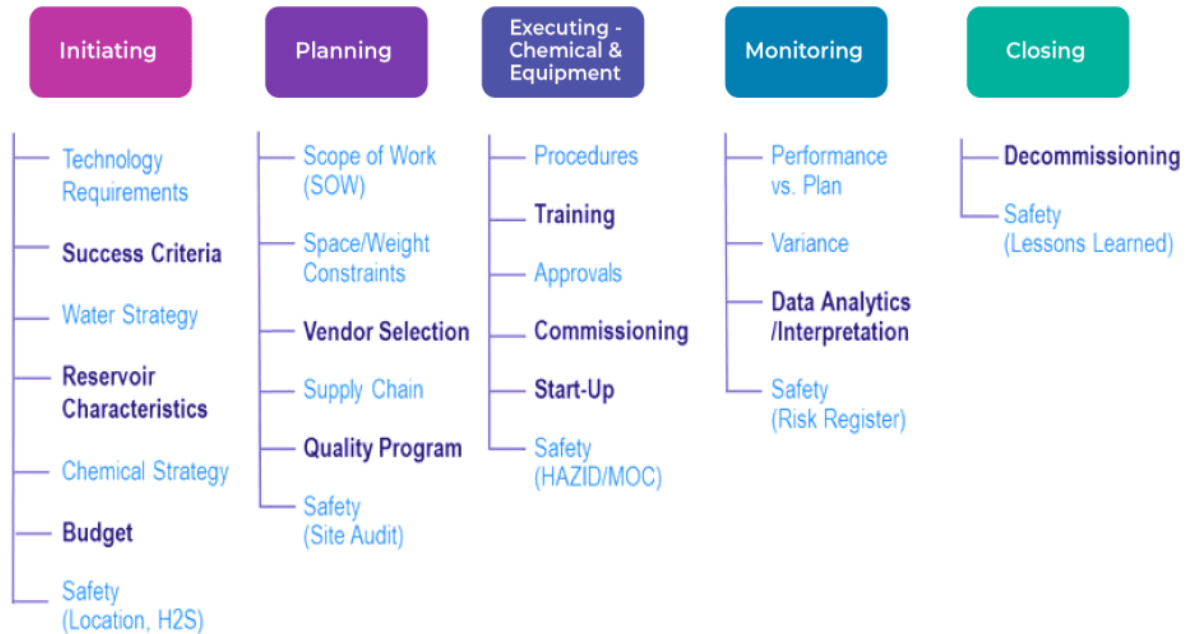 Initiating
Technology
Requirements
Success Criteria
Water Strategy
Reservoir
Characteristics
Chemical Strategy
Budget
Safety
(Location, H2S)
Planning
Scope of Work
(SOW)
Space/Weight
Constraints
Vendor Selection
Supply Chain
Quality Program
Safety
(Site Audit)
Executing -
Chemical &
Equipment
Procedures
Training
Approvals
Commissioning
Start-Up
Safety
(HAZID/MOC)
Monitoring
Performance
vs. Plan
Variance
Data Analytics
/Interpretation
Safety
(Risk Register)
Closing
Decommissioning
Safety
(Lessons Learned)